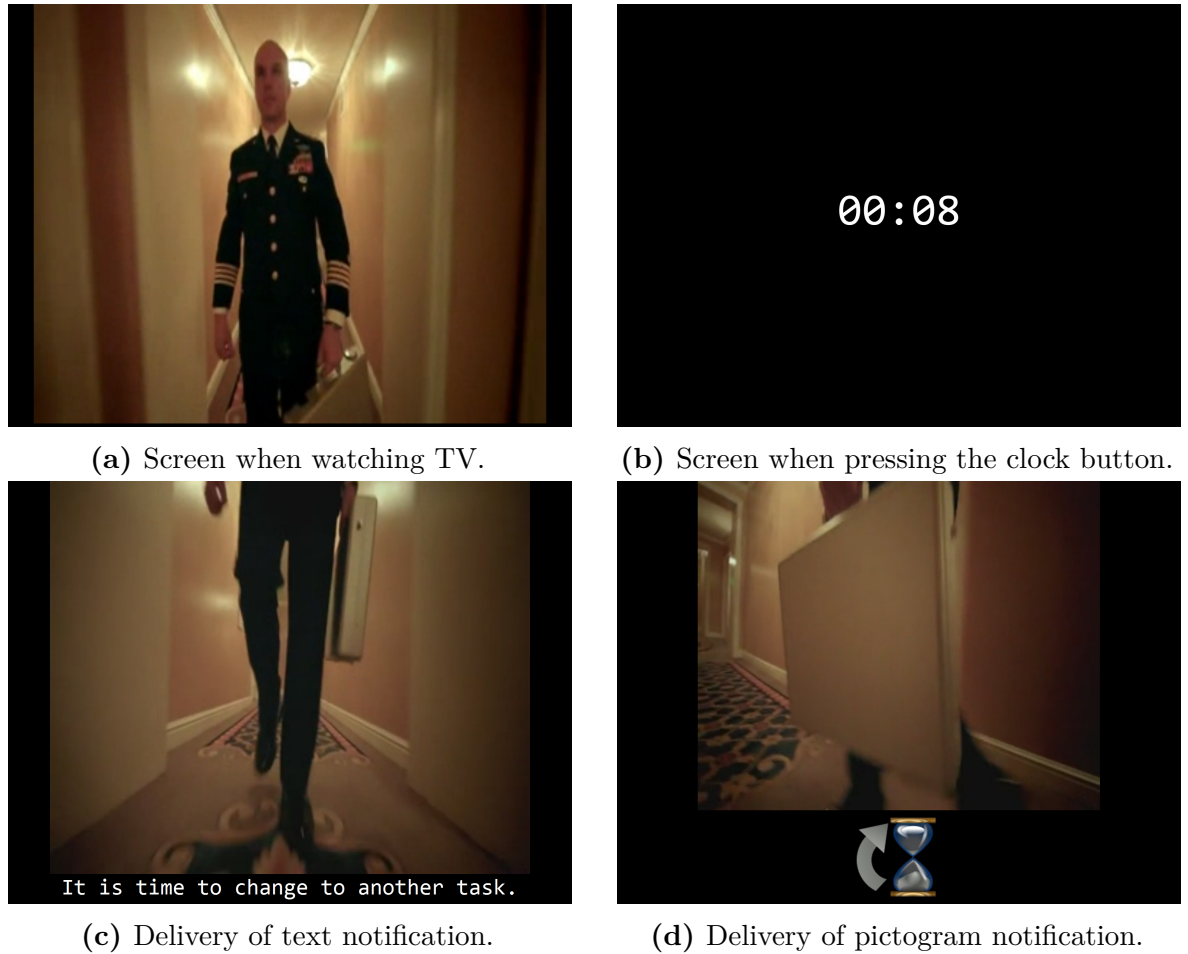 (a) Screen when watching TV.
00:08
(b) Screen when pressing the clock button.
It is time to change to another task.
(c) Delivery of text notification.
(d) Delivery of pictogram notification.